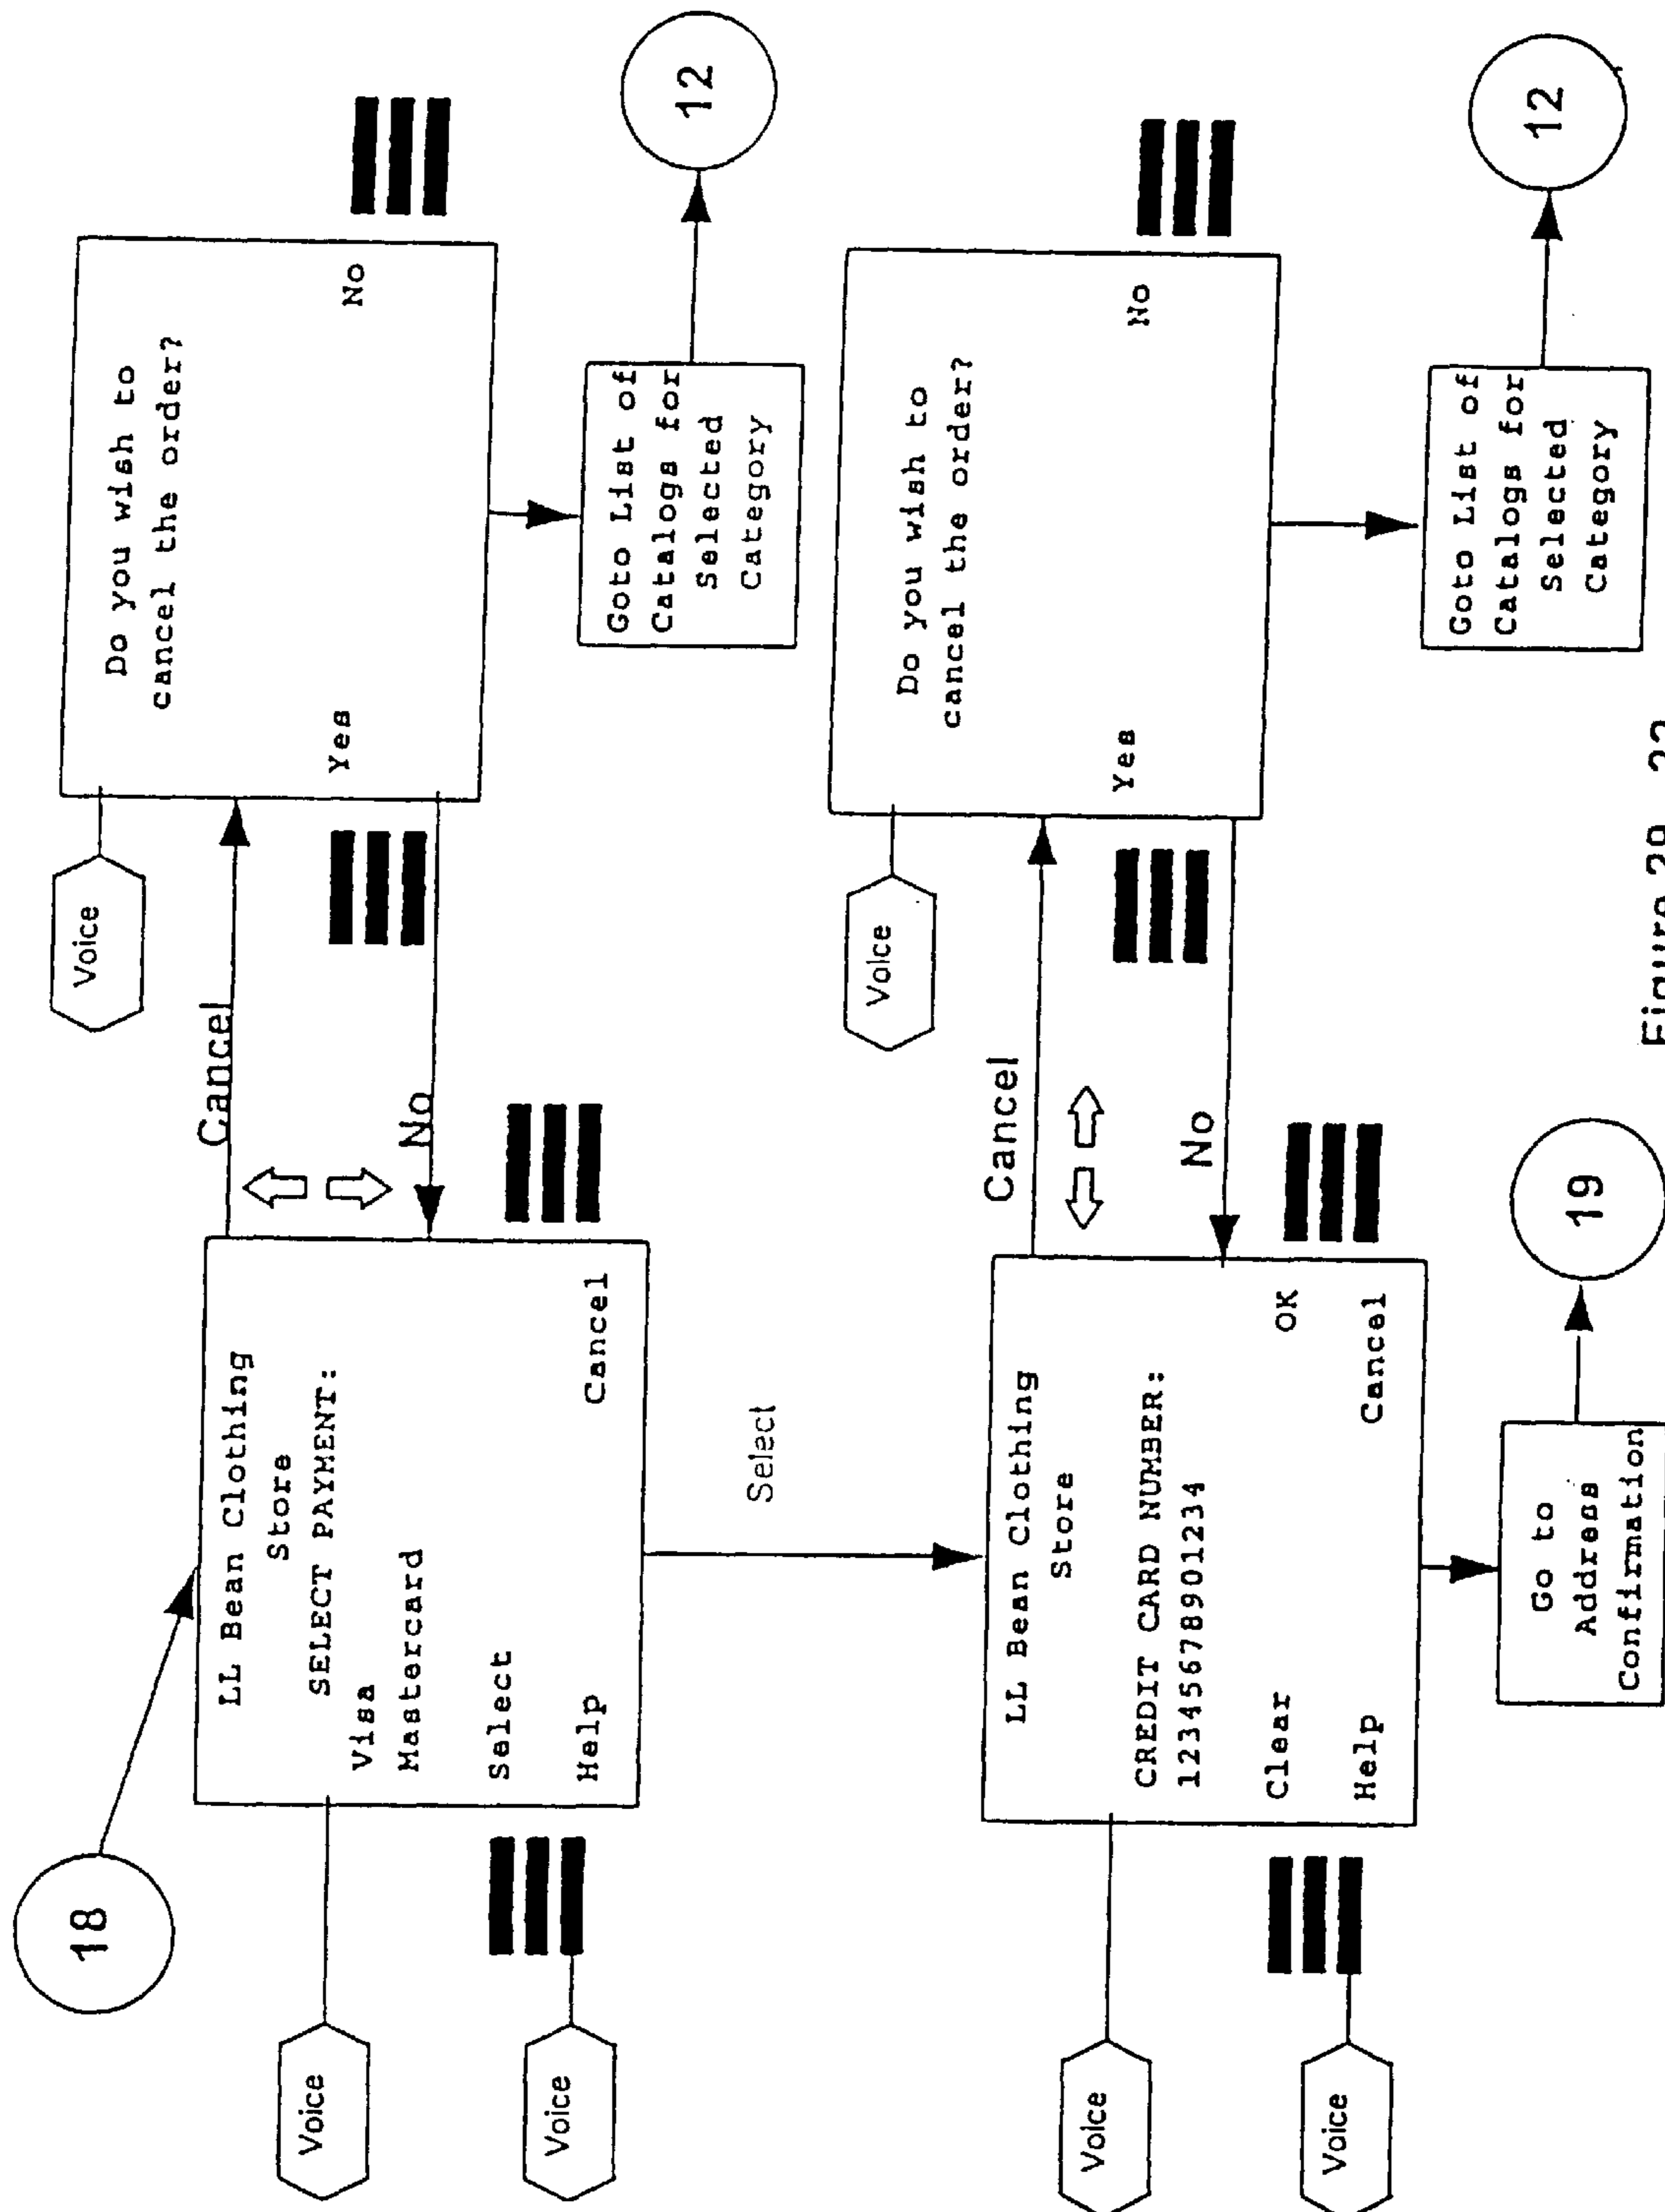 18
Voice
LL Bean Clothing
Store
SELECT PAYMENT:
Visa
Mastercard
Select
Help
Cancel
Voice
Cancel
No
Voice
Do you wish to
cancel the order?
Yes
No
Goto List of
Catalogs for
Selected
Category
12
Select
Voice
LL Bean Clothing
Store
CREDIT CARD NUMBER:
12345678901234
Clear
OK
Help
Cancel
Voice
Cancel
No
Voice
Do you wish to
cancel the order?
Yes
No
Goto List of
Catalogs for
Selected
Category
12
Go to
Address
Confirmation
19
Figure